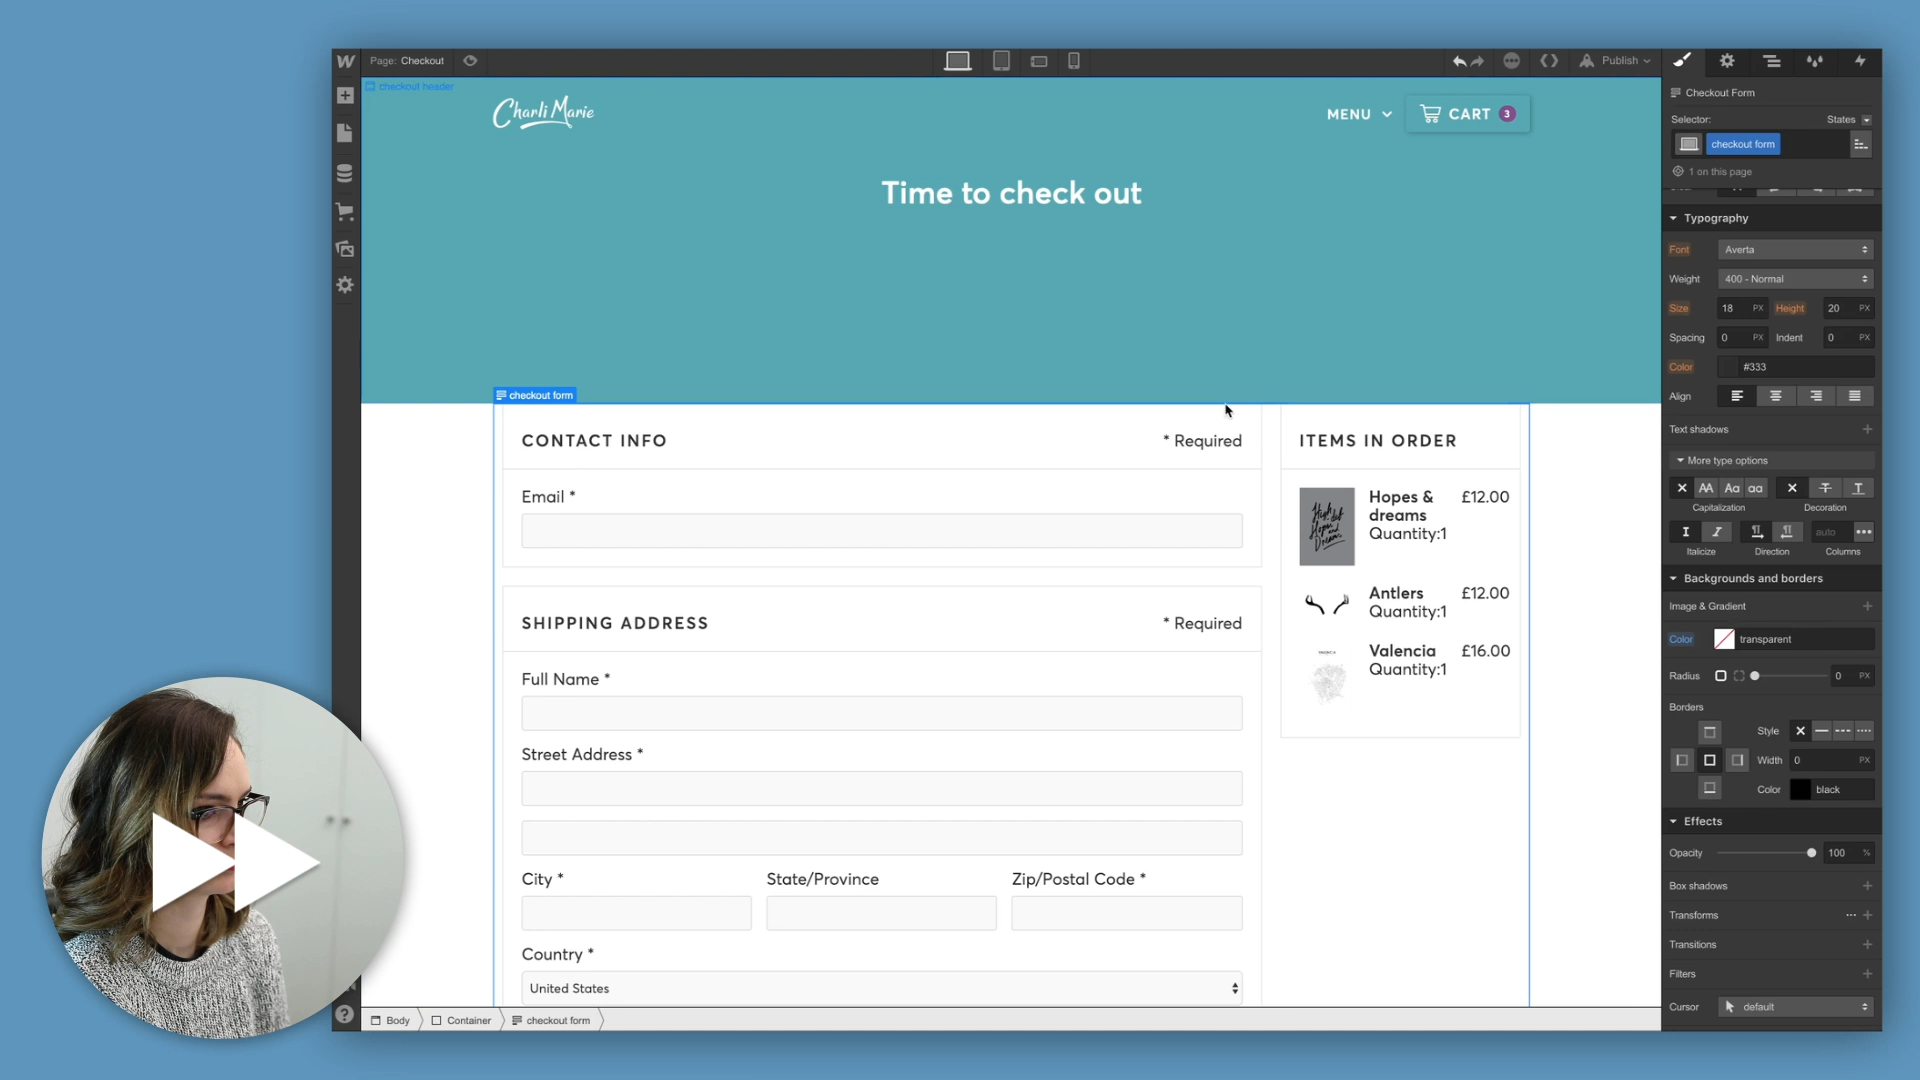 W Page: Checkout Publish
checkout header
Charli Marie MENU CART 3
Time to check out
checkout form
CONTACT INFO * Required
Email *
SHIPPING ADDRESS * Required
Full Name *
Street Address *
City * State/Province Zip/Postal Code *
Country *
United States
ITEMS IN ORDER
Hopes & dreams £12.00
Quantity:1
Antlers £12.00
Quantity:1
Valencia £16.00
Quantity:1
Body Container checkout form
Checkout Form
Selector: States
checkout form
1 on this page
Typography
Font Averta
Weight 400 - Normal
Size 18 PX Height 20 PX
Spacing 0 PX Indent 0 PX
Color #333
Align
Text shadows
More type options
AA Aa aa T T
Capitalization Decoration
I I auto
Italicize Direction Columns
Backgrounds and borders
Image & Gradient
Color transparent
Radius 0 PX
Borders
Style
Width 0 PX
Color black
Effects
Opacity 100 %
Box shadows
Transforms
Transitions
Filters
Cursor default